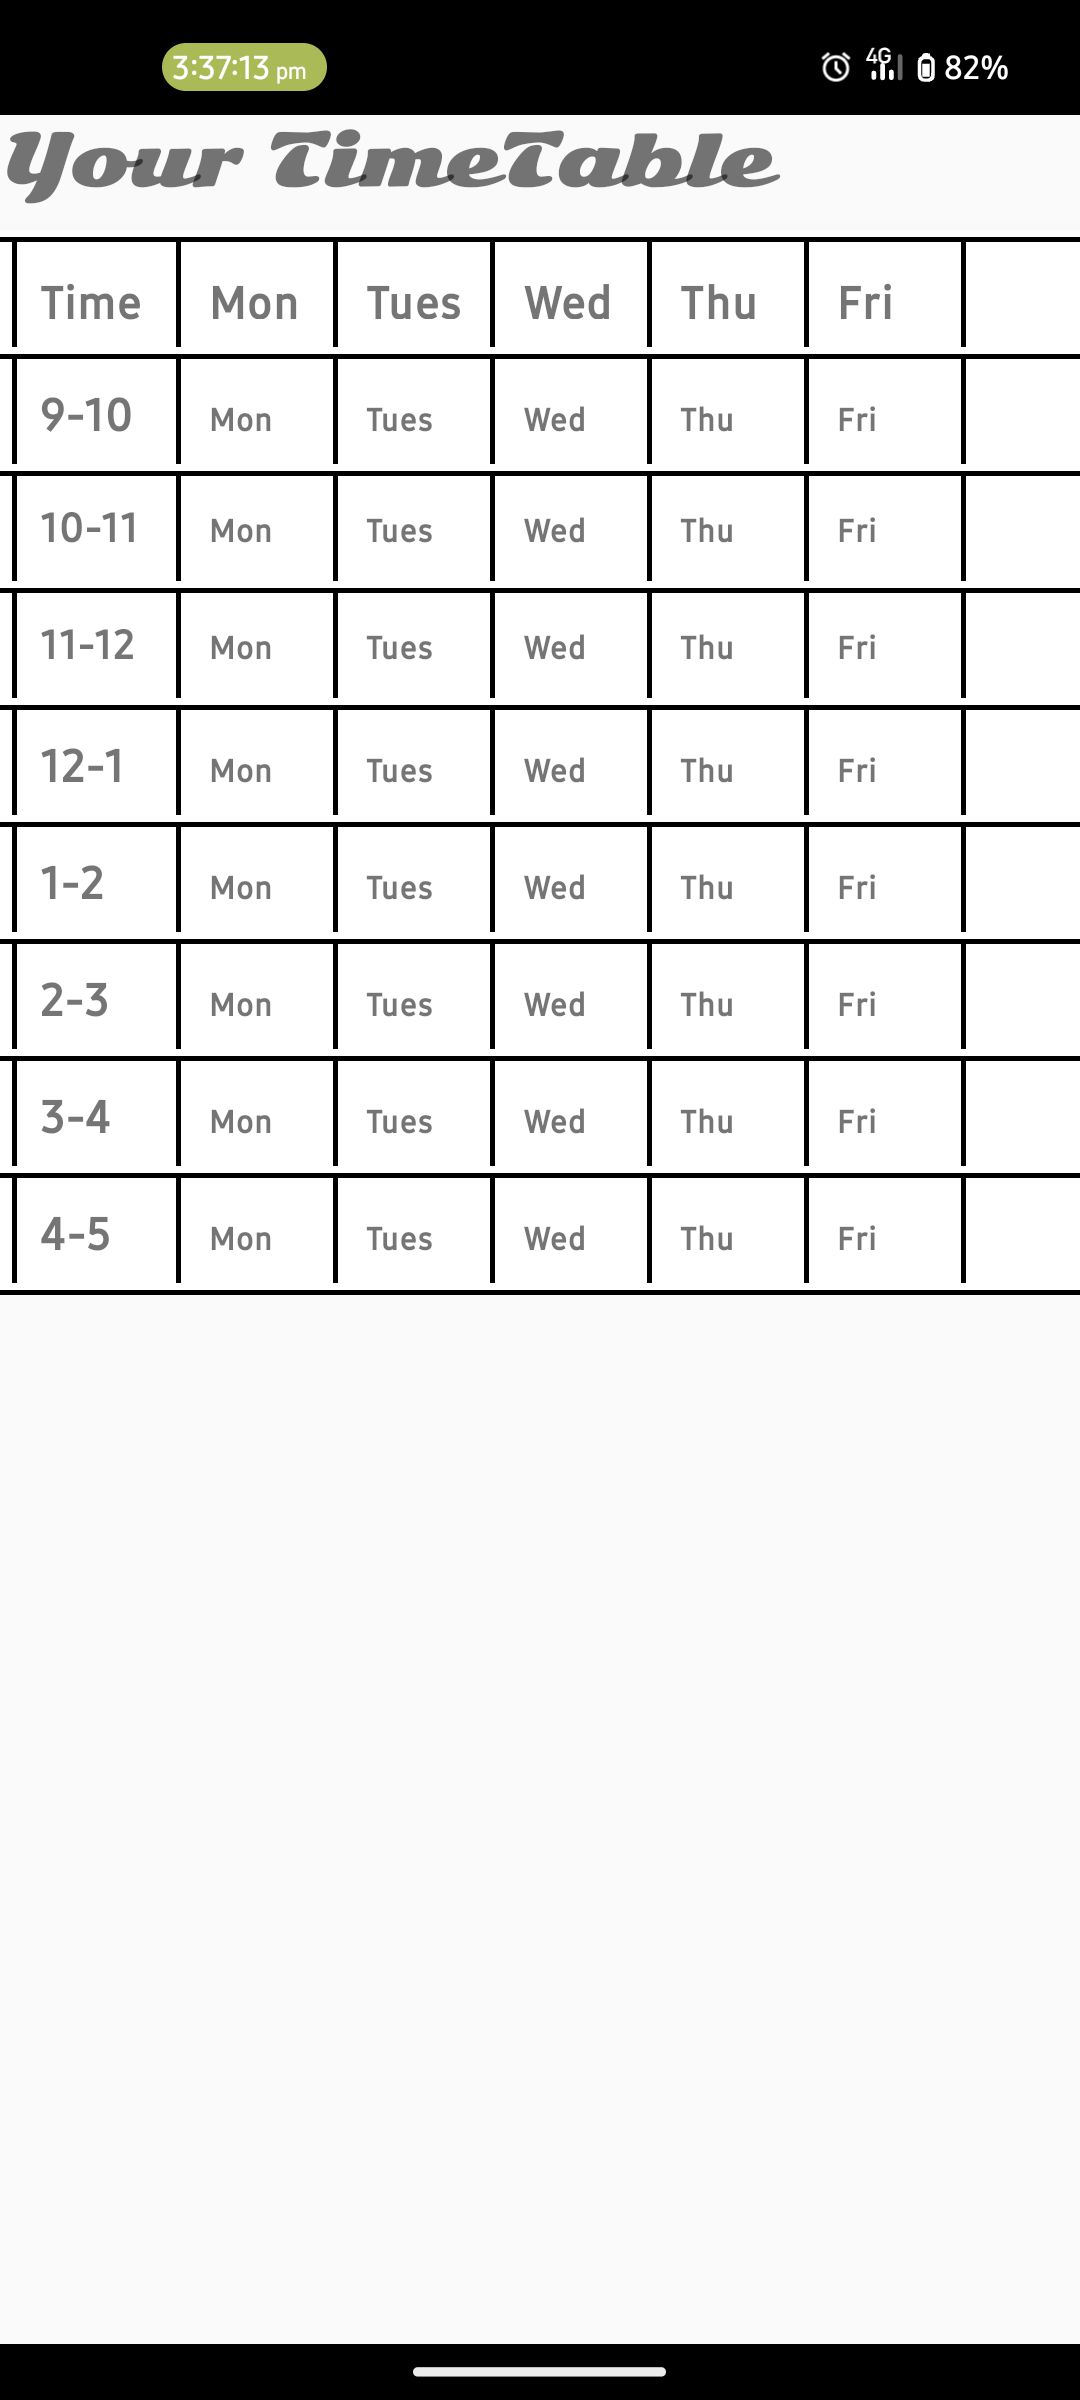 3:37:13 pm 4G 82%
Your TimeTable
Time Mon Tues Wed Thu Fri
9-10 Mon Tues Wed Thu Fri
10-11 Mon Tues Wed Thu Fri
11-12 Mon Tues Wed Thu Fri
12-1 Mon Tues Wed Thu Fri
1-2 Mon Tues Wed Thu Fri
2-3 Mon Tues Wed Thu Fri
3-4 Mon Tues Wed Thu Fri
4-5 Mon Tues Wed Thu Fri